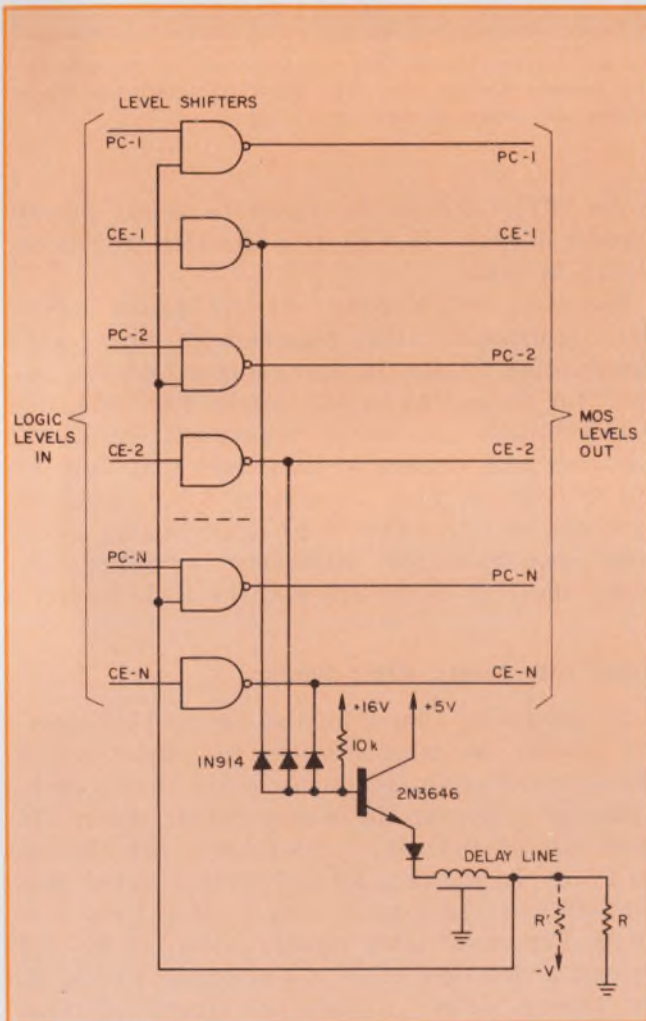 LEVEL SHIFTERS
PC-1
PC-1
CE-1
CE-1
PC-2
PC-2
LOGIC
LEVELS
IN
MOS
LEVELS
OUT
CE-2
CE-2
PC-N
PC-N
CE-N
CE-N
+16V
+5V
10k
1N914
2N3646
DELAY LINE
R'
R
-V